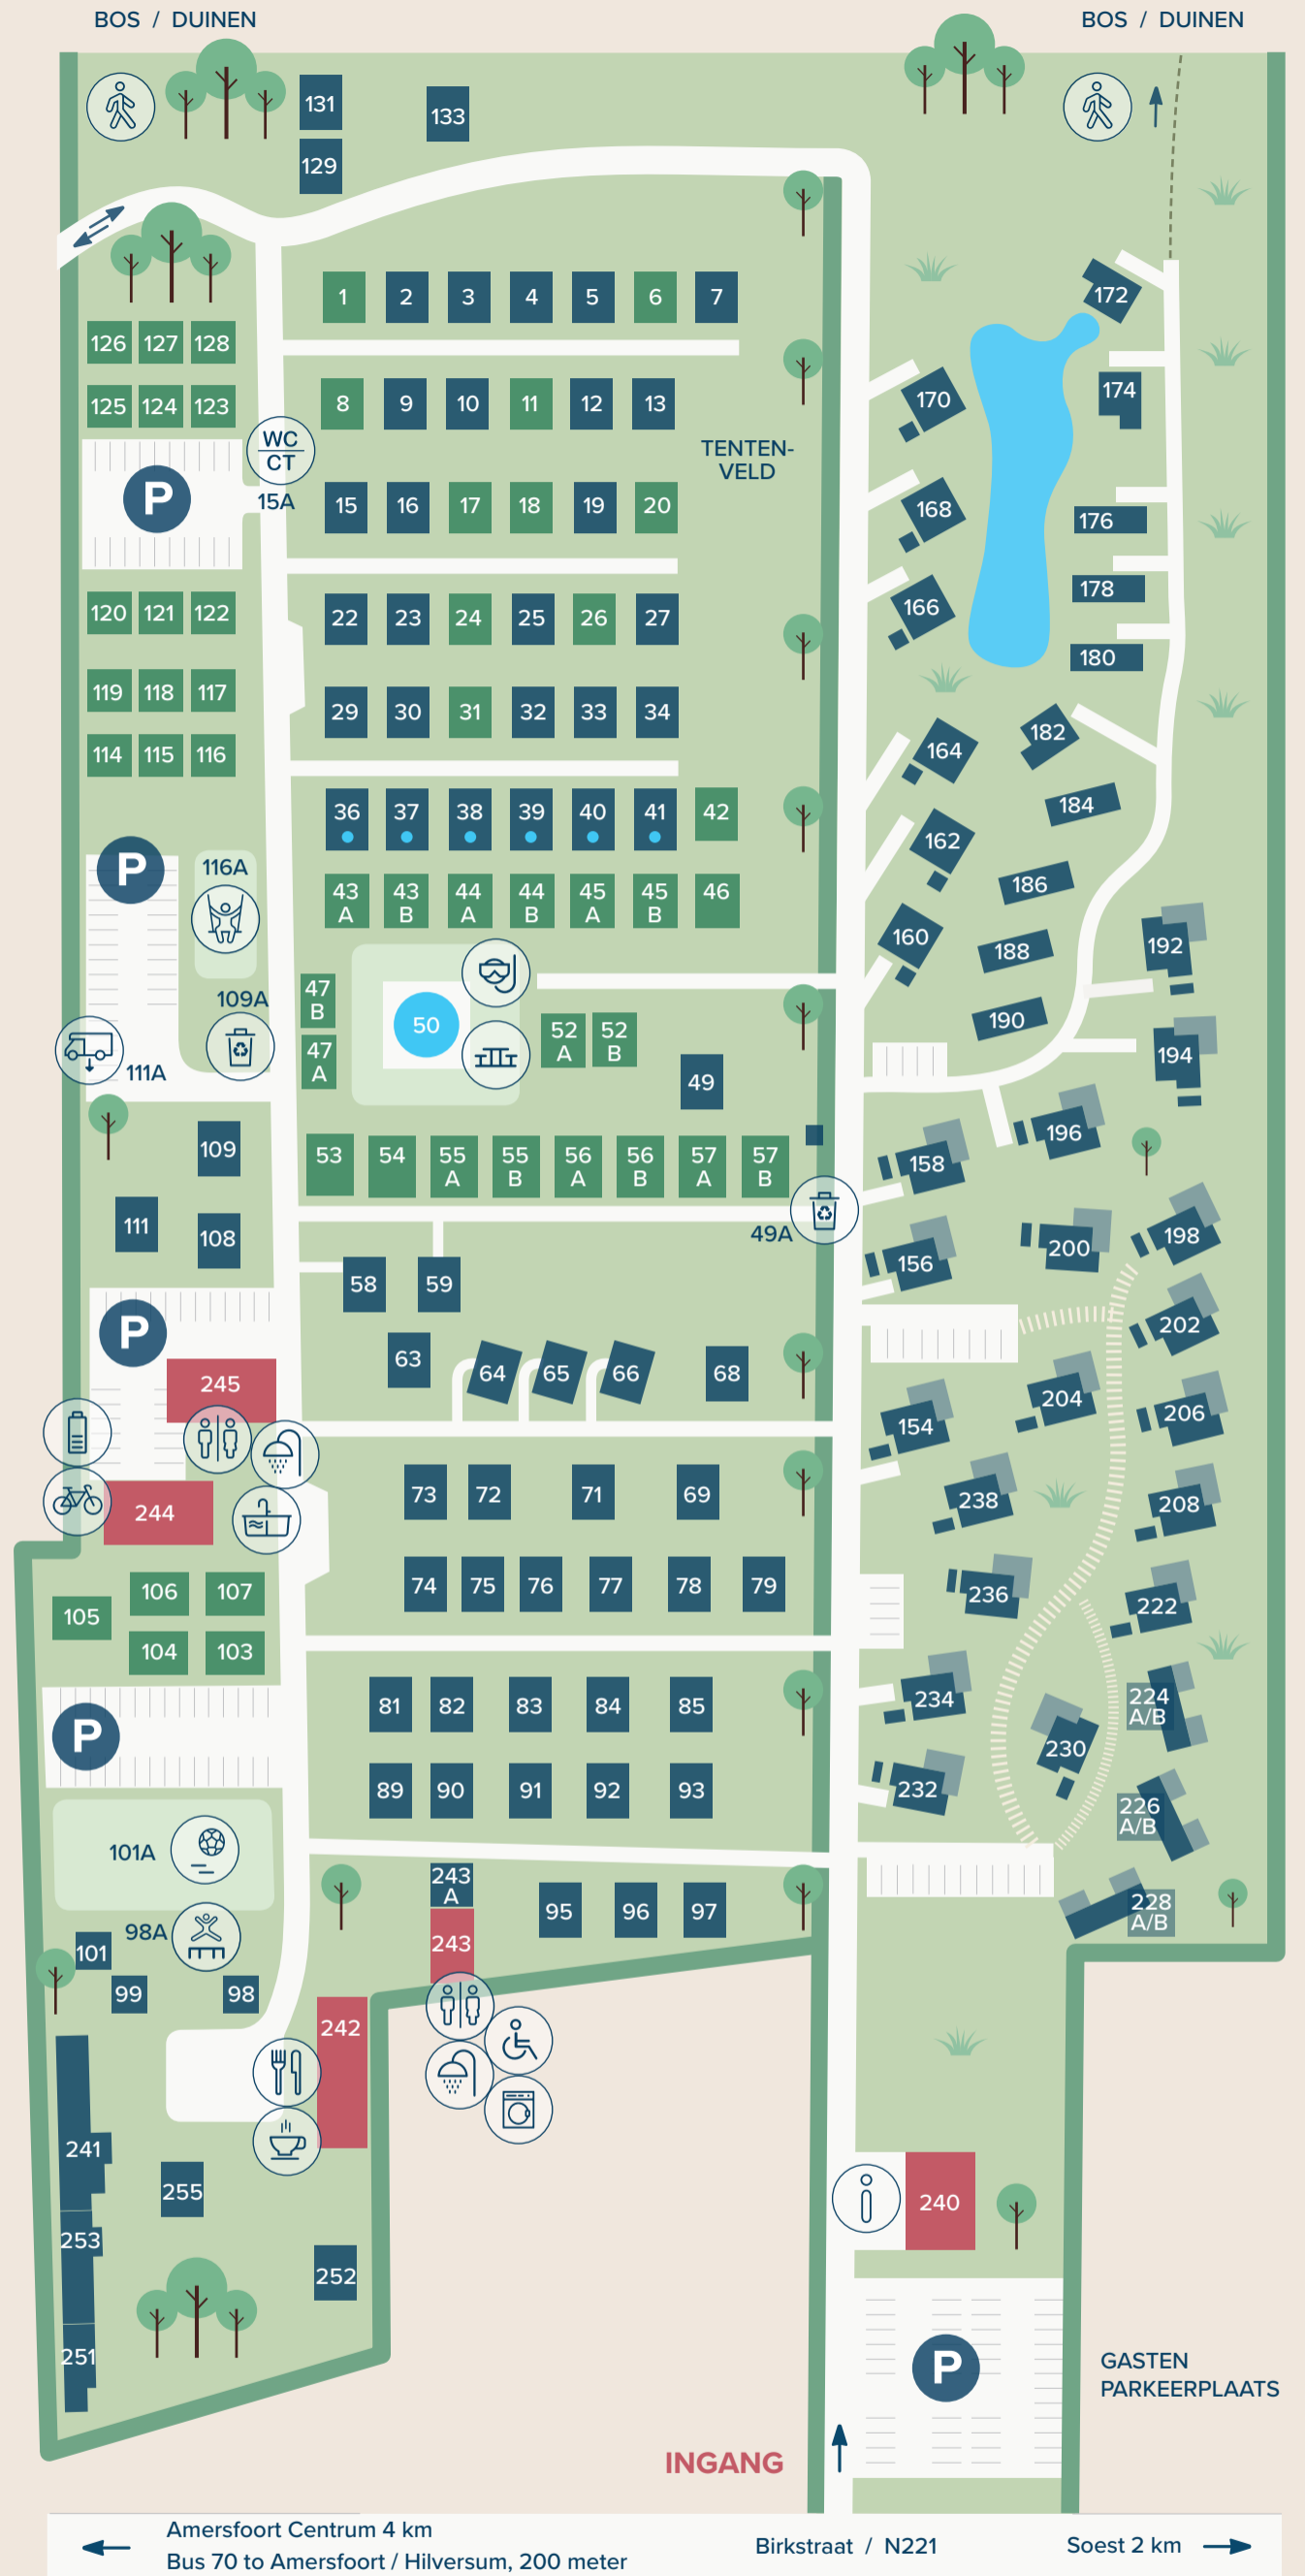 BOS / DUINEN
BOS / DUINEN
131
133
129
1 2 3 4 5 6 7
172
126 127 128
170
174
125 124 123
8 9 10 11 12 13
WC
CT
TENTEN-
VELD
P
15A
15 16 17 18 19 20
168
176
178
120 121 122
22 23 24 25 26 27
166
180
119 118 117
29 30 31 32 33 34
164
182
114 115 116
36 37 38 39 40 41 42
184
162
P
116A
186
43 A
43 B
44 A
44 B
45 A
45 B
46
160
188
192
109A
47 B
50
190
111A
47 A
52 A
52 B
49
194
196
109
53
54
55 A
55 B
56 A
56 B
57 A
57 B
158
111
108
49A
156
200
198
58 59
202
P
63 64 65 66 68
245
204
206
154
244
73 72 71 69
238
208
74 75 76 77 78 79
236
222
106 107
105
104 103
81 82 83 84 85
234
224
A/B
P
230
89 90 91 92 93
232
226
A/B
101A
243
A
95 96 97
228
A/B
98A
101
243
99
98
242
241
255
240
253
252
251
P
GASTEN
PARKEERPLAATS
INGANG
Amersfoort Centrum 4 km
Bus 70 to Amersfoort / Hilversum, 200 meter
Birkstraat / N221
Soest 2 km